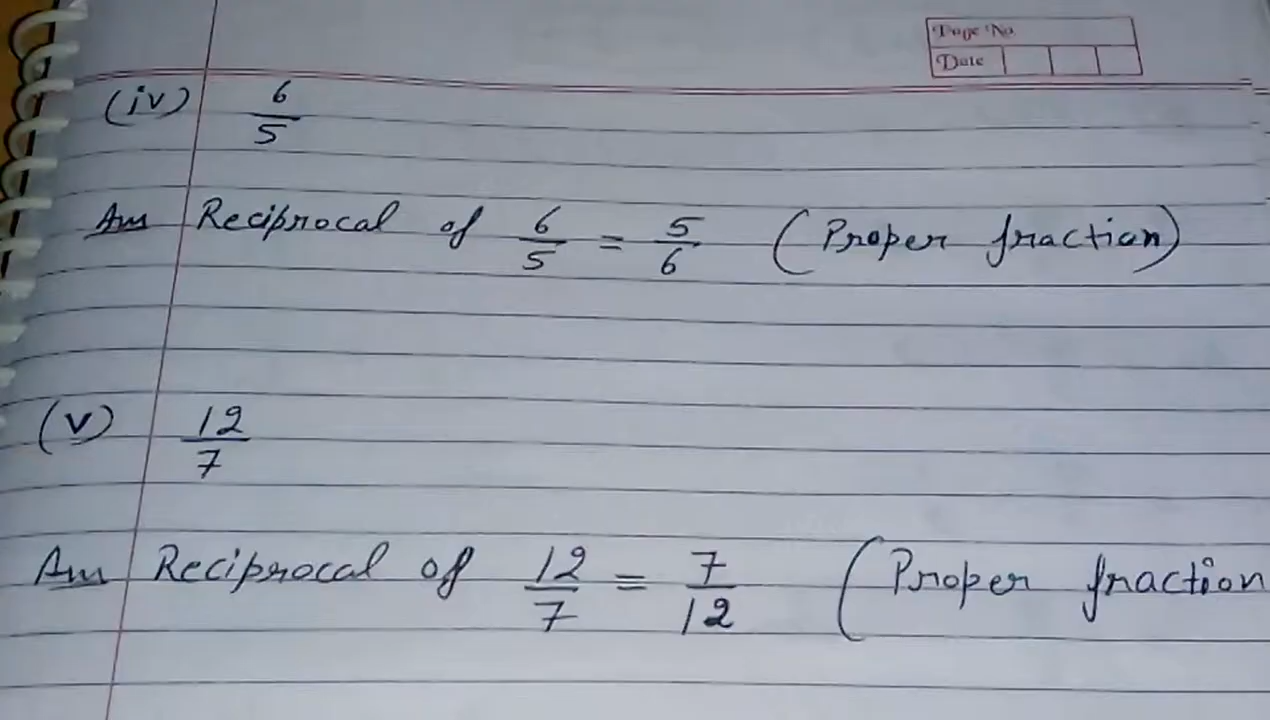 Page No.
Date
(iv) 6/5
Ans Reciprocal of 6/5 = 5/6 (Proper fraction)
(v) 12/7
Ans Reciprocal of 12/7 = 7/12 (Proper fraction